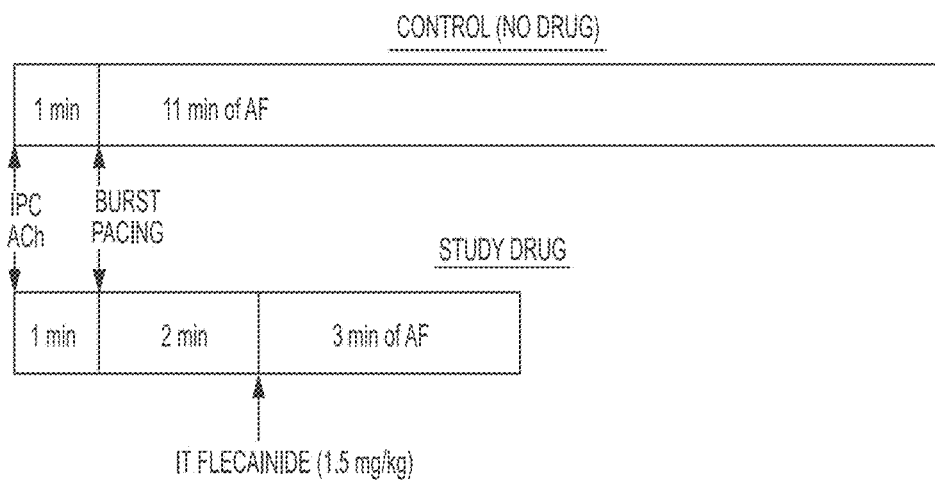 CONTROL (NO DRUG)
1 min
11 min of AF
IPC
ACh
BURST
PACING
STUDY DRUG
1 min
2 min
3 min of AF
IT FLECAINIDE (1.5 mg/kg)